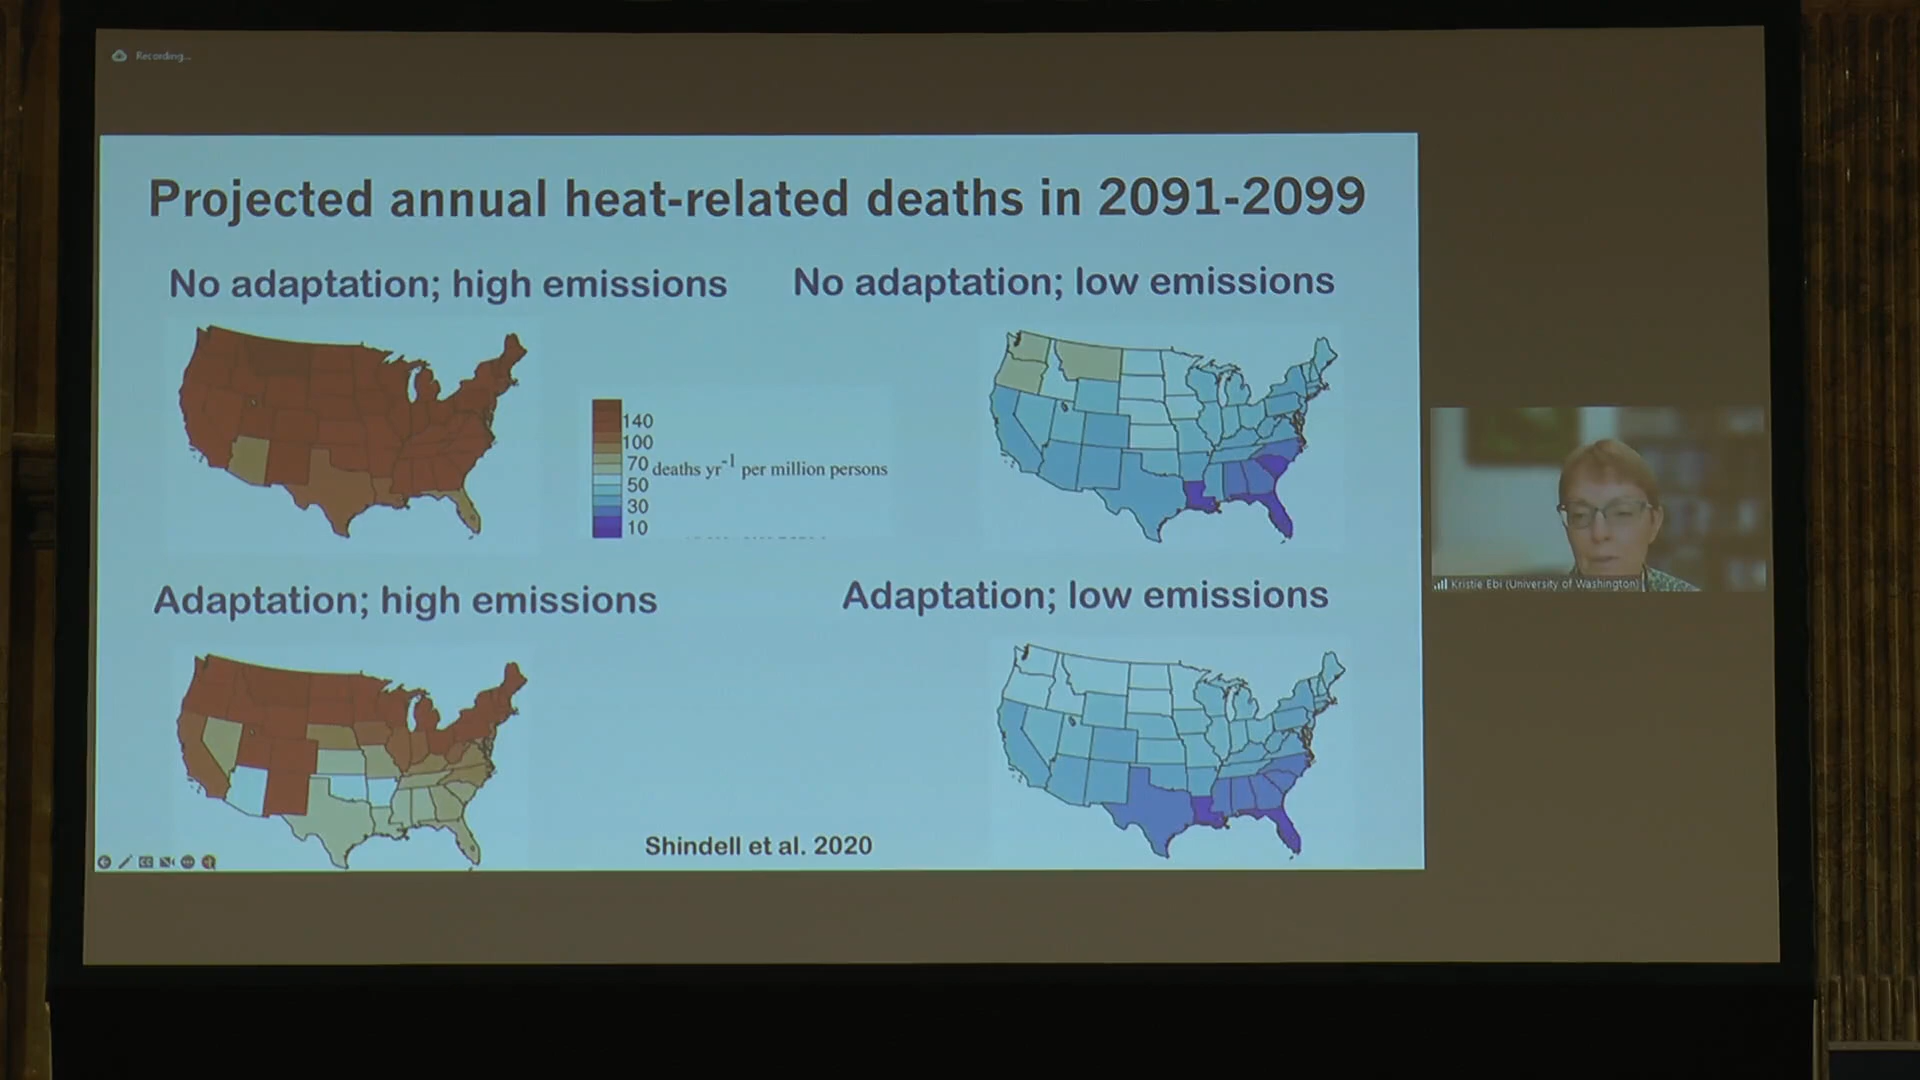 Recording...
Projected annual heat-related deaths in 2091-2099
No adaptation; high emissions
No adaptation; low emissions
140
100
70
50
30
10
deaths yr-1 per million persons
Kristie Ebi (University of Washington)
Adaptation; high emissions
Adaptation; low emissions
Shindell et al. 2020